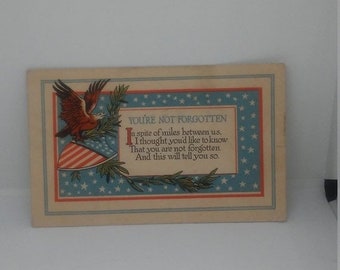 YOU'RE NOT FORGOTTEN
In spite of miles between us,
I thought you'd like to know
That you are not forgotten
And this will tell you so.